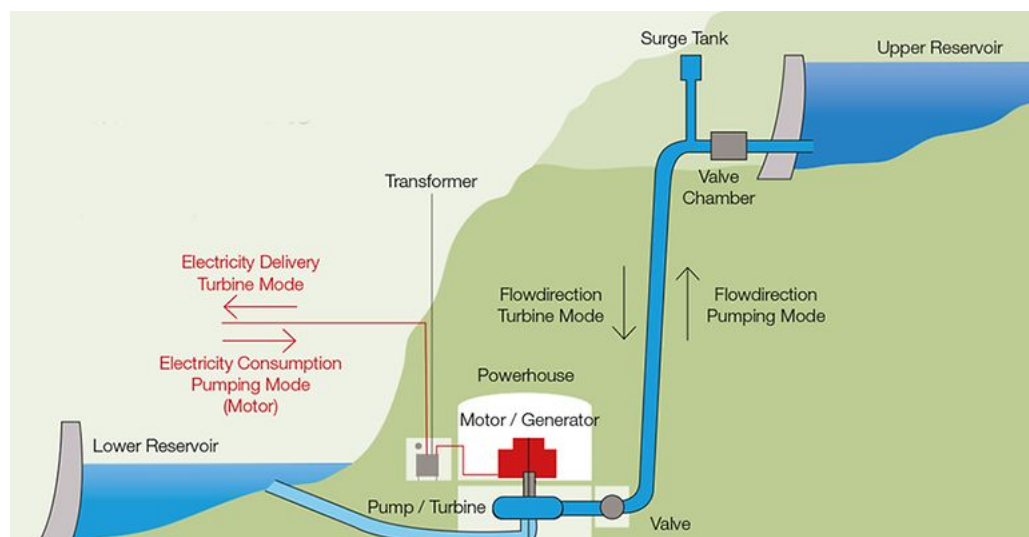 Surge Tank
Upper Reservoir
Transformer
Valve
Chamber
Electricity Delivery
Turbine Mode
Flowdirection
Turbine Mode
Flowdirection
Pumping Mode
Electricity Consumption
Pumping Mode
(Motor)
Powerhouse
Motor / Generator
Lower Reservoir
Pump / Turbine
Valve